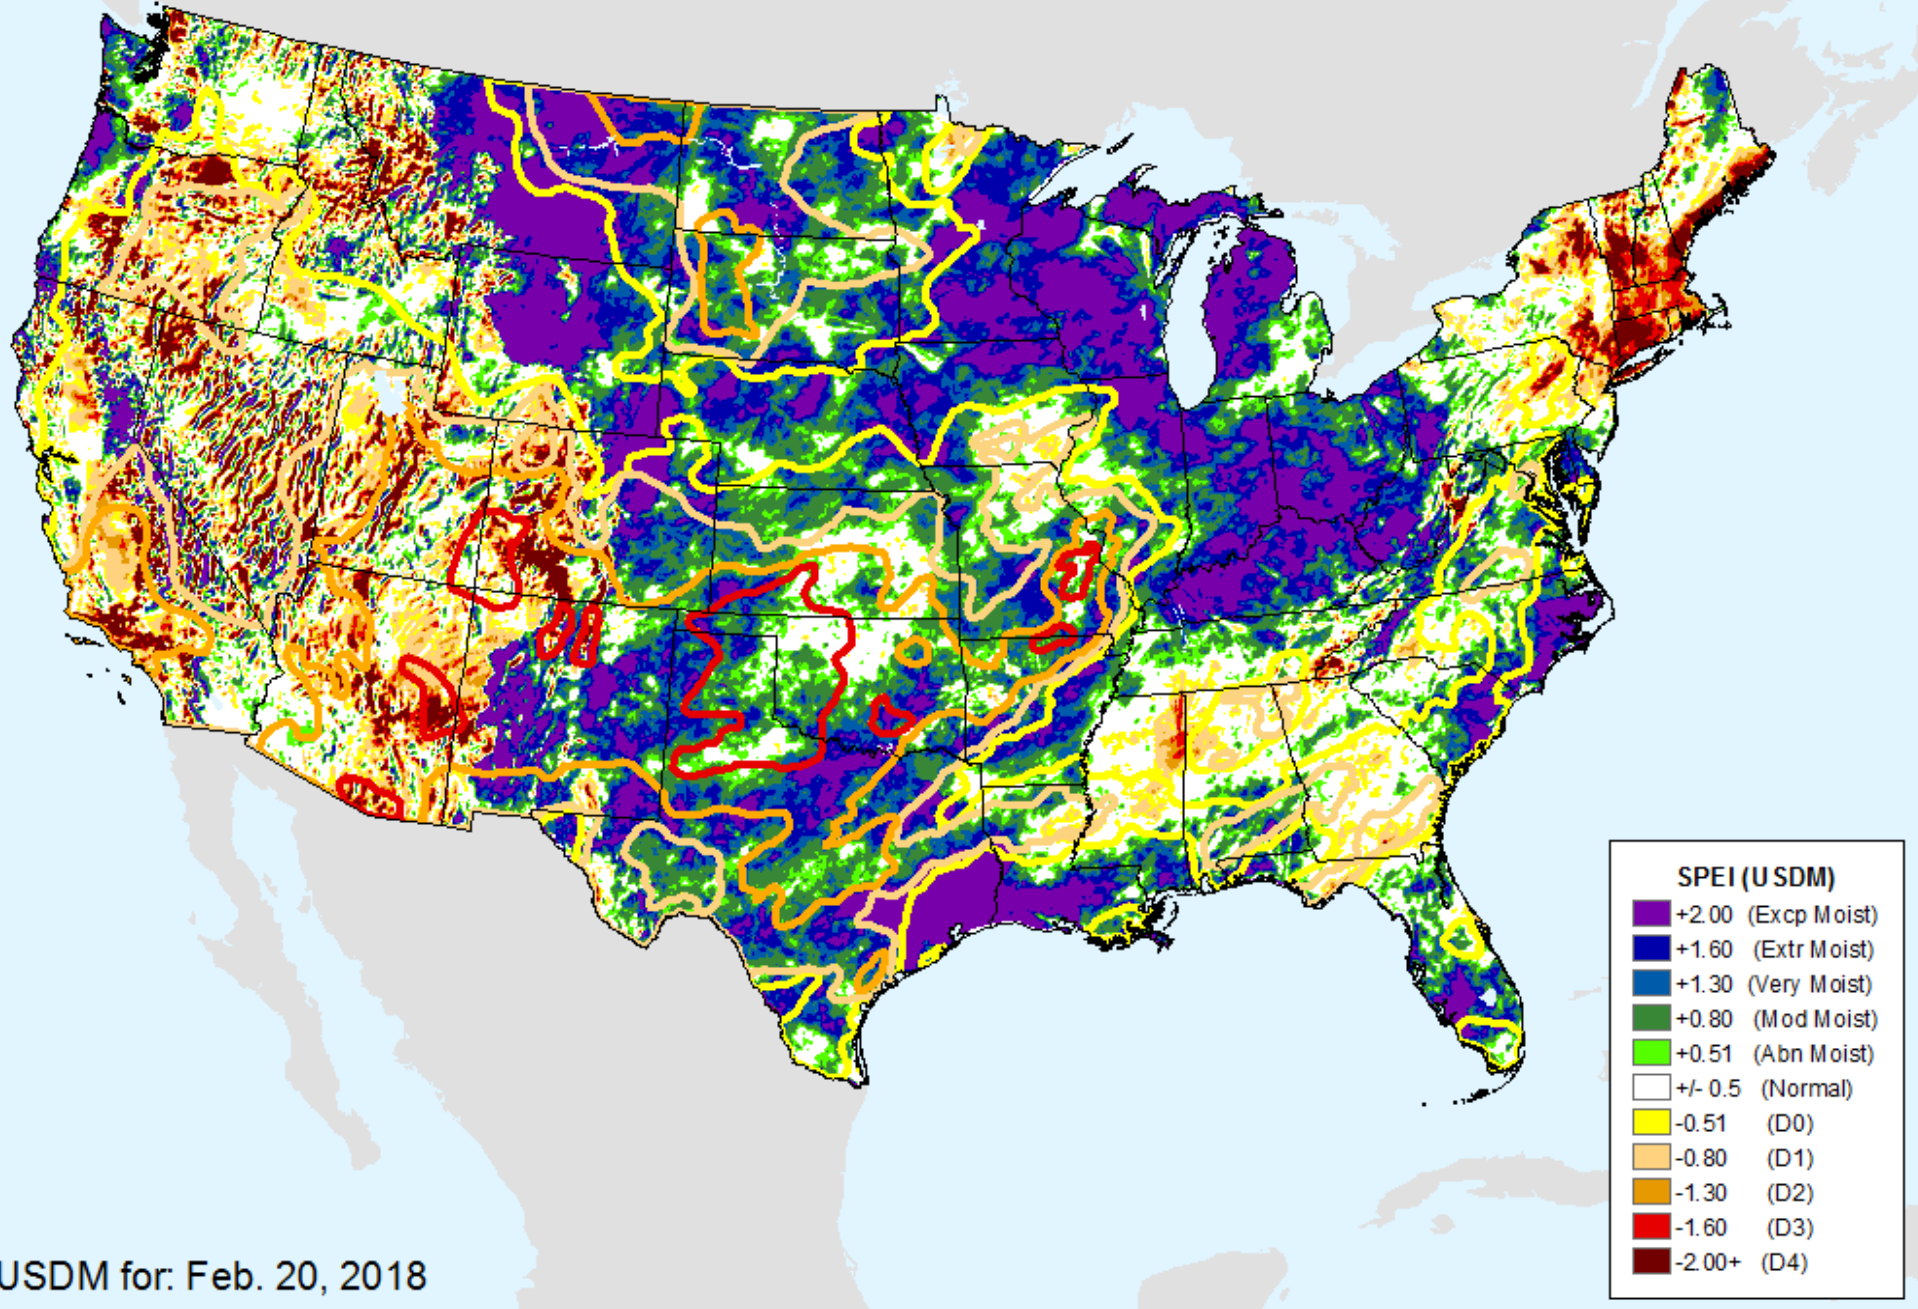 SPEI (USDM)
+2.00 (Excp Moist)
+1.60 (Extr Moist)
+1.30 (Very Moist)
+0.80 (Mod Moist)
+0.51 (Abn Moist)
+/- 0.5 (Normal)
-0.51 (D0)
-0.80 (D1)
-1.30 (D2)
-1.60 (D3)
-2.00+ (D4)
USDM for: Feb. 20, 2018